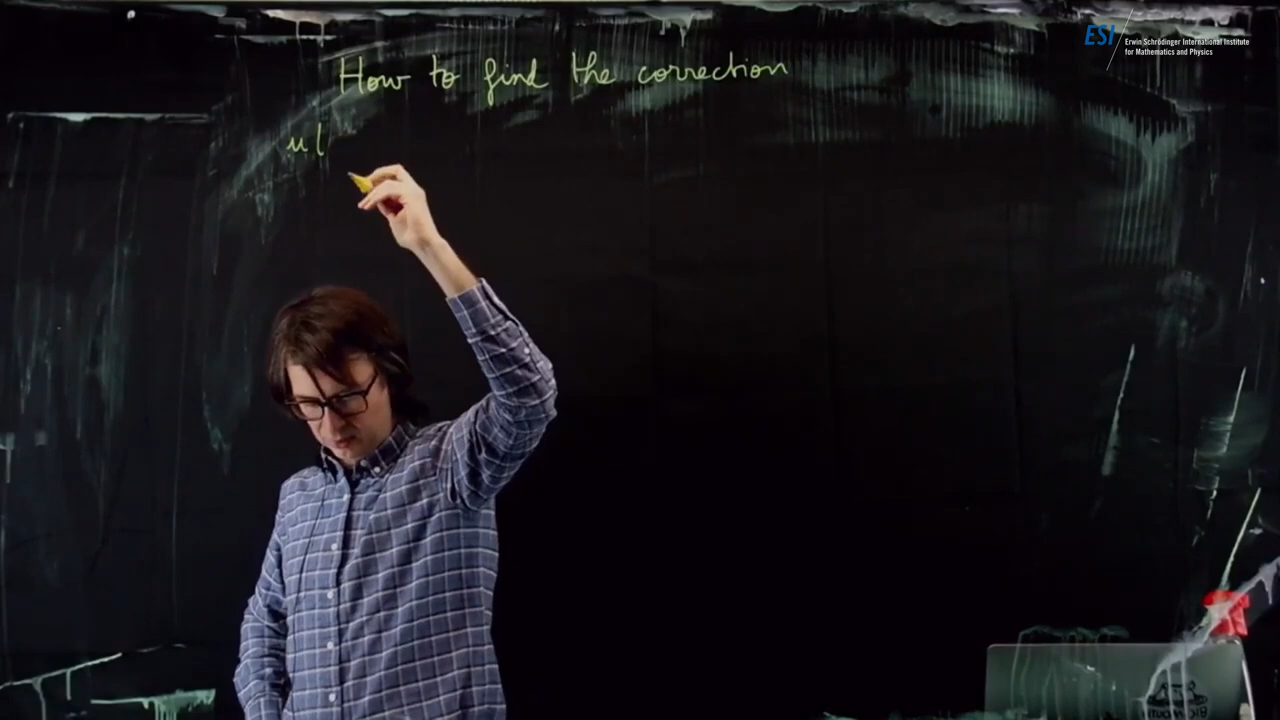 ESI Erwin Schrödinger International Institute
for Mathematics and Physics
How to find the correction
u(